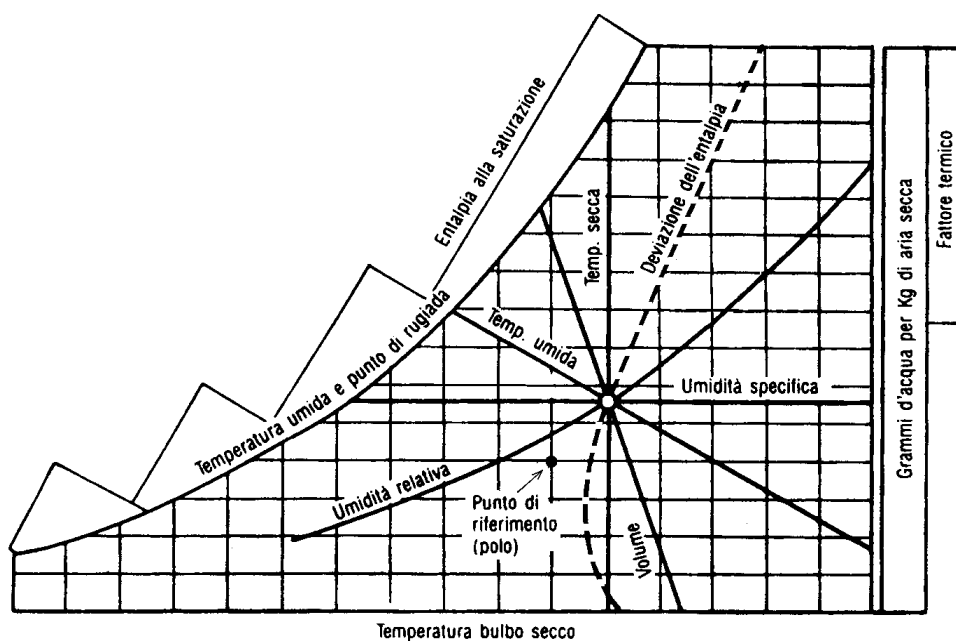 Entalpia alla saturazione
Temperatura umida e punto di rugiada
Temp. secca
Deviazione dell'entalpia
Temp. umida
Umidità specifica
Umidità relativa
Punto di
riferimento
(polo)
Volume
Grammi d'acqua per Kg di aria secca
Fattore termico
Temperatura bulbo secco